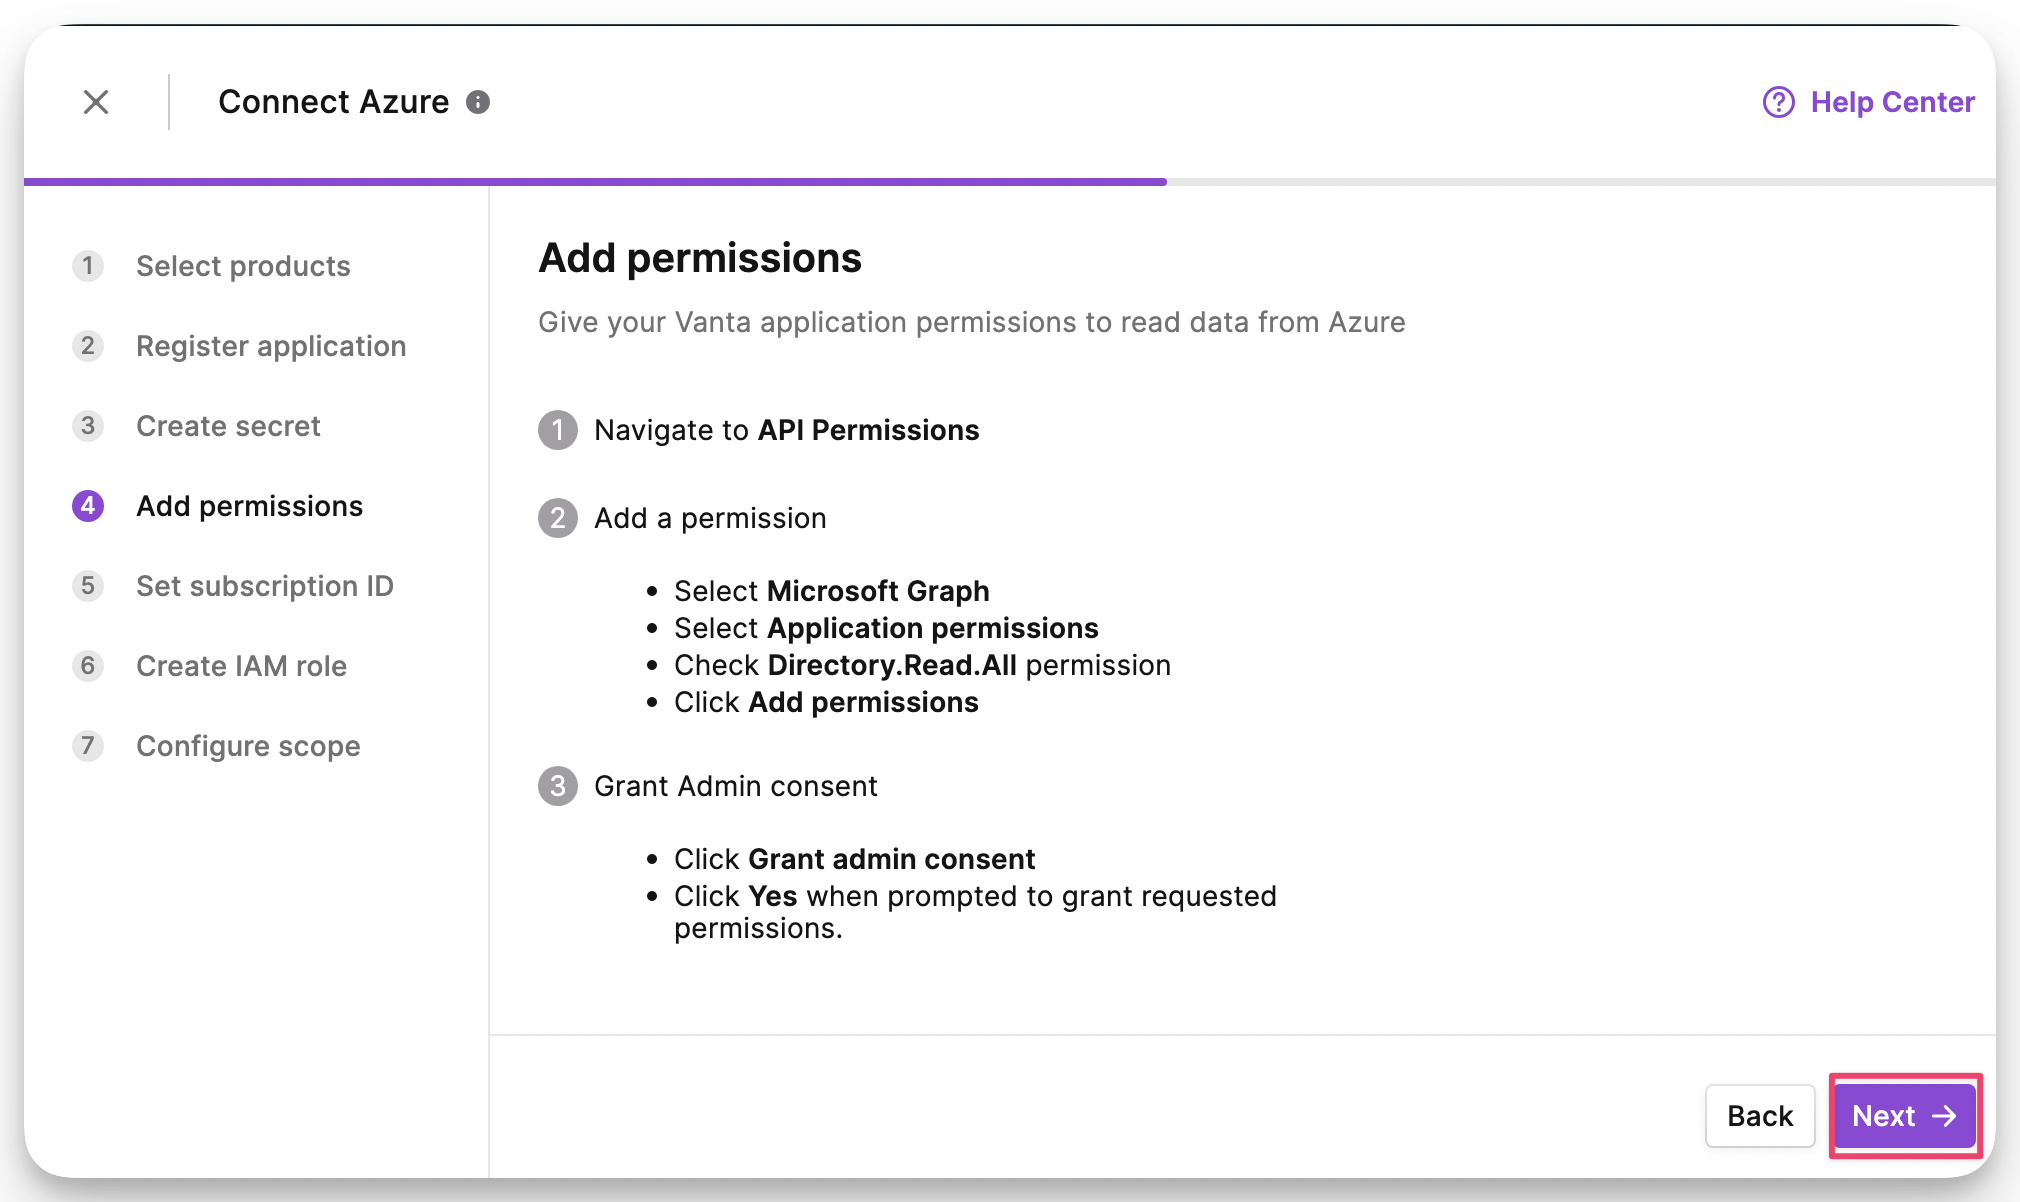 Connect Azure
Help Center
1 Select products
2 Register application
3 Create secret
4 Add permissions
5 Set subscription ID
6 Create IAM role
7 Configure scope
Add permissions
Give your Vanta application permissions to read data from Azure
1 Navigate to API Permissions
2 Add a permission
• Select Microsoft Graph
• Select Application permissions
• Check Directory.Read.All permission
• Click Add permissions
3 Grant Admin consent
• Click Grant admin consent
• Click Yes when prompted to grant requested
permissions.
Back
Next →